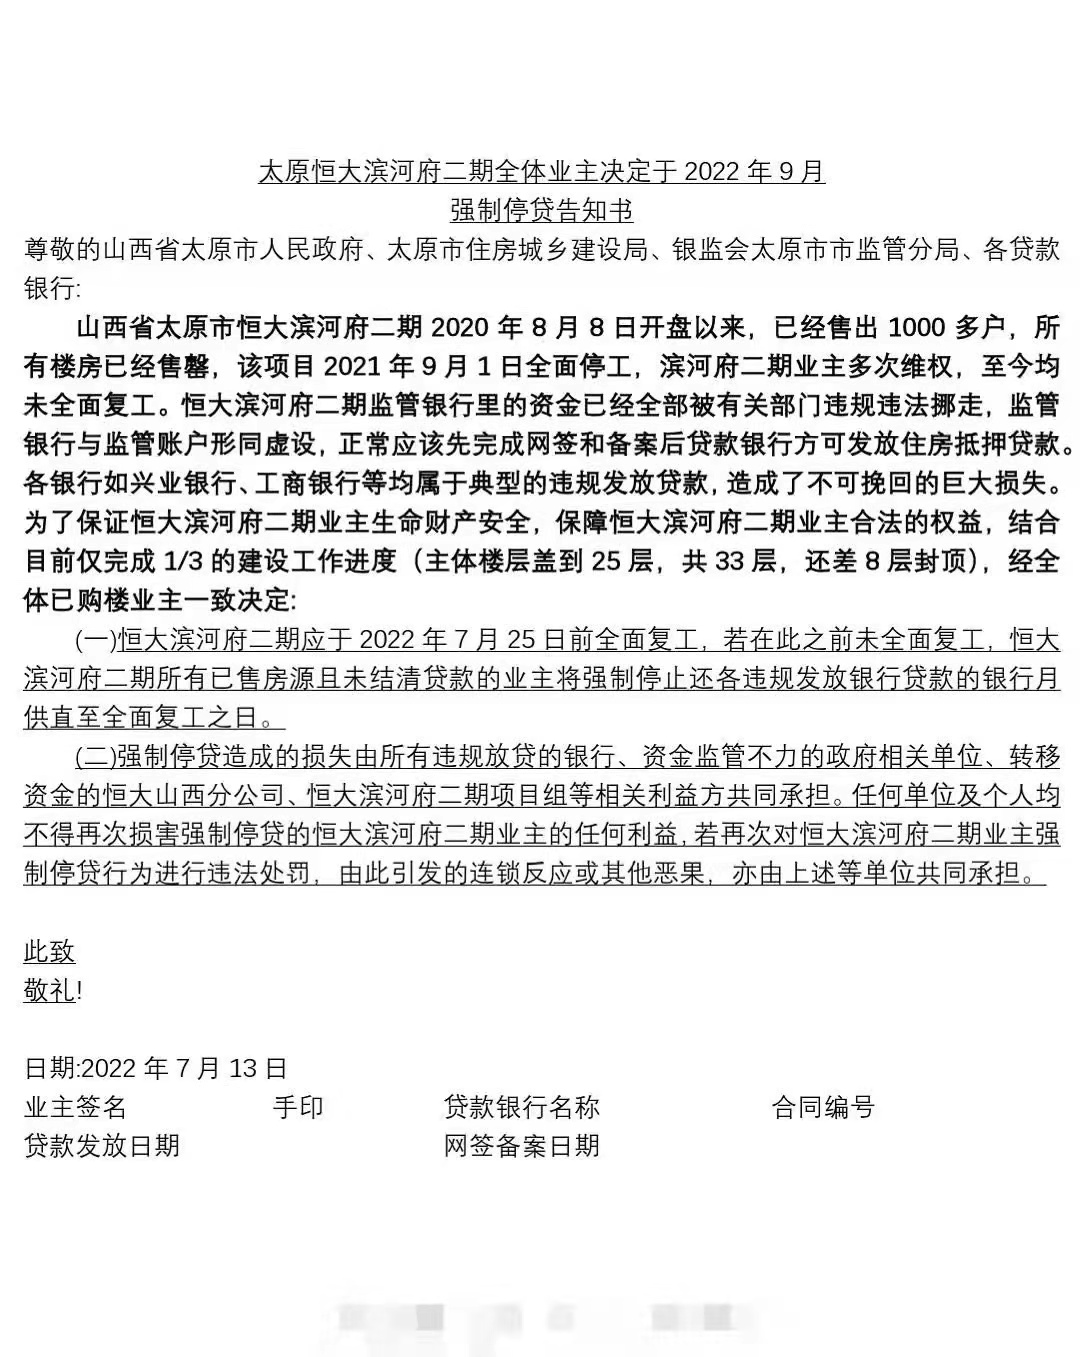 太原恒大滨河府二期全体业主决定于 2022 年 9 月
强制停贷告知书
尊敬的山西省太原市人民政府、太原市住房城乡建设局、银监会太原市市监管分局、各贷款
银行:
山西省太原市恒大滨河府二期 2020 年 8 月 8 日开盘以来，已经售出 1000 多户，所
有楼房已经售罄，该项目 2021 年 9 月 1 日全面停工，滨河府二期业主多次维权，至今均
未全面复工。恒大滨河府二期监管银行里的资金已经全部被有关部门违规违法挪走，监管
银行与监管账户形同虚设，正常应该先完成网签和备案后贷款银行方可发放住房抵押贷款。
各银行如兴业银行、工商银行等均属于典型的违规发放贷款，造成了不可挽回的巨大损失。
为了保证恒大滨河府二期业主生命财产安全，保障恒大滨河府二期业主合法的权益，结合
目前仅完成 1/3 的建设工作进度（主体楼层盖到 25 层，共 33 层，还差 8 层封顶），经全
体已购楼业主一致决定:
(一)恒大滨河府二期应于 2022 年 7 月 25 日前全面复工，若在此之前未全面复工，恒大
滨河府二期所有已售房源且未结清贷款的业主将强制停止还各违规发放银行贷款的银行月
供直至全面复工之日。
(二)强制停贷造成的损失由所有违规放贷的银行、资金监管不力的政府相关单位、转移
资金的恒大山西分公司、恒大滨河府二期项目组等相关利益方共同承担。任何单位及个人均
不得再次损害强制停贷的恒大滨河府二期业主的任何利益，若再次对恒大滨河府二期业主强
制停贷行为进行违法处罚，由此引发的连锁反应或其他恶果，亦由上述等单位共同承担。
此致
敬礼!
日期:2022 年 7 月 13 日
业主签名 手印 贷款银行名称 合同编号
贷款发放日期 网签备案日期